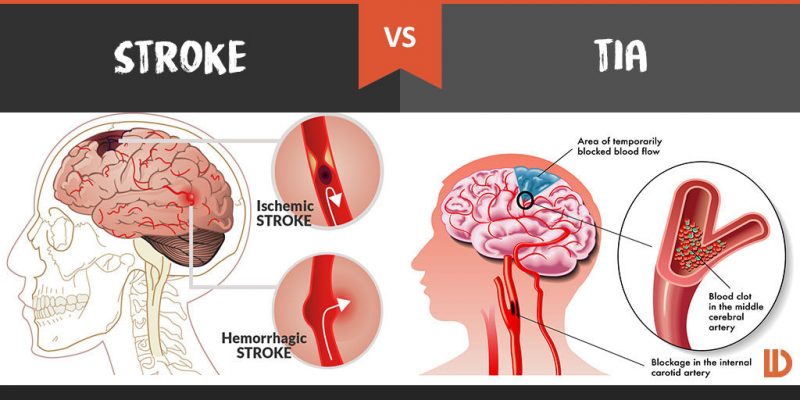 STROKE
VS
TIA
Ischemic
STROKE
Hemorrhagic
STROKE
Area of temporarily
blocked blood flow
Blood clot
in the middle
cerebral
artery
Blockage in the internal
carotid artery